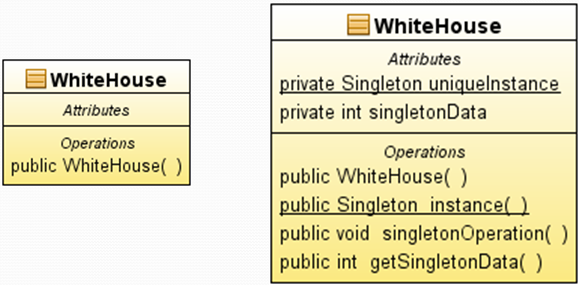 WhiteHouse
Attributes
Operations
public WhiteHouse( )
WhiteHouse
Attributes
private Singleton uniqueInstance
private int singletonData
Operations
public WhiteHouse( )
public Singleton instance( )
public void singletonOperation( )
public int getSingletonData( )